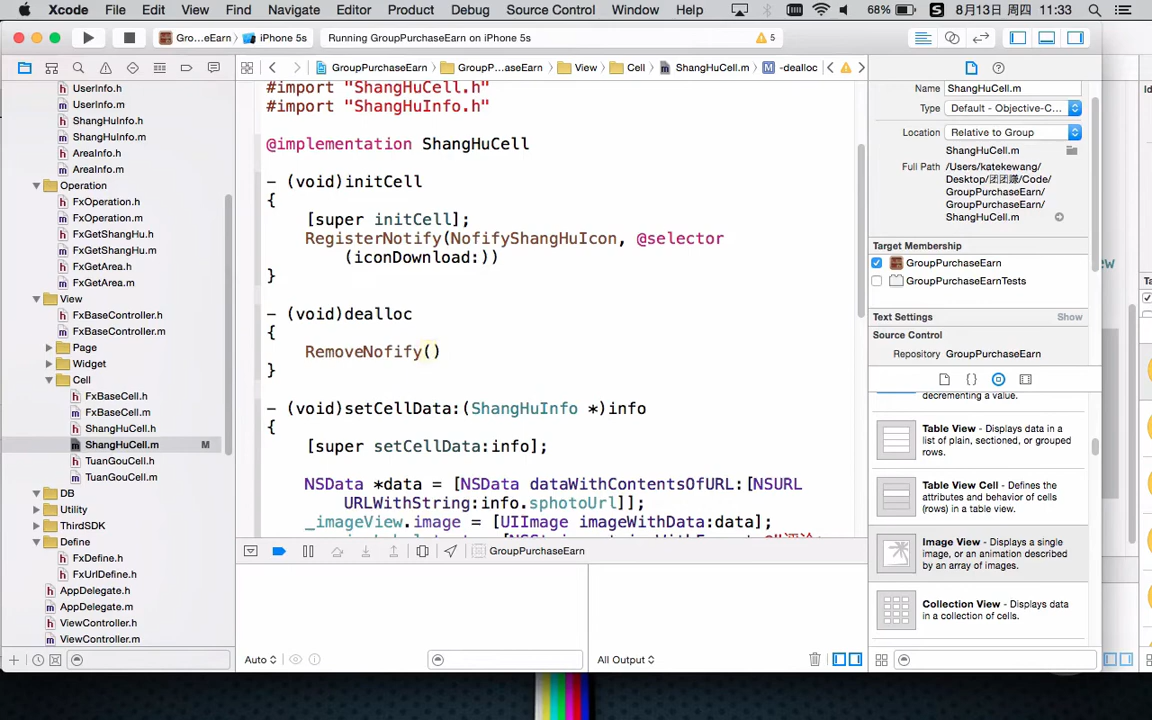 Xcode File Edit View Find Navigate Editor Product Debug Source Control Window Help 68% S 8月13日 周四 11:33
Gro...eEarn iPhone 5s Running GroupPurchaseEarn on iPhone 5s 5
GroupPurchaseEarn GroupP...aseEarn View Cell ShangHuCell.m -dealloc
UserInfo.h
UserInfo.m
ShangHuInfo.h
ShangHuInfo.m
AreaInfo.h
AreaInfo.m
Operation
FxOperation.h
FxOperation.m
FxGetShangHu.h
FxGetShangHu.m
FxGetArea.h
FxGetArea.m
View
FxBaseController.h
FxBaseController.m
Page
Widget
Cell
FxBaseCell.h
FxBaseCell.m
ShangHuCell.h
ShangHuCell.m M
TuanGouCell.h
TuanGouCell.m
DB
Utility
ThirdSDK
Define
FxDefine.h
FxUrlDefine.h
AppDelegate.h
AppDelegate.m
ViewController.h
ViewController.m
#import "ShangHuCell.h"
#import "ShangHuInfo.h"
@implementation ShangHuCell
- (void)initCell
{
[super initCell];
RegisterNotify(NofifyShangHuIcon, @selector
(iconDownload:))
}
- (void)dealloc
{
RemoveNofify()
}
- (void)setCellData:(ShangHuInfo *)info
{
[super setCellData:info];
NSData *data = [NSData dataWithContentsOfURL:[NSURL
URLWithString:info.sphotoUrl]];
_imageView.image = [UIImage imageWithData:data];
GroupPurchaseEarn
Auto
All Output
Name ShangHuCell.m
Type Default - Objective-C...
Location Relative to Group
ShangHuCell.m
Full Path /Users/katekewang/
Desktop/团团赚/Code/
GroupPurchaseEarn/
GroupPurchaseEarn/
ShangHuCell.m
Target Membership
GroupPurchaseEarn
GroupPurchaseEarnTests
Text Settings Show
Source Control
Repository GroupPurchaseEarn
decrementing a value.
Table View - Displays data in a
list of plain, sectioned, or grouped
rows.
Table View Cell - Defines the
attributes and behavior of cells
(rows) in a table view.
Image View - Displays a single
image, or an animation described
by an array of images.
Collection View - Displays data
in a collection of cells.